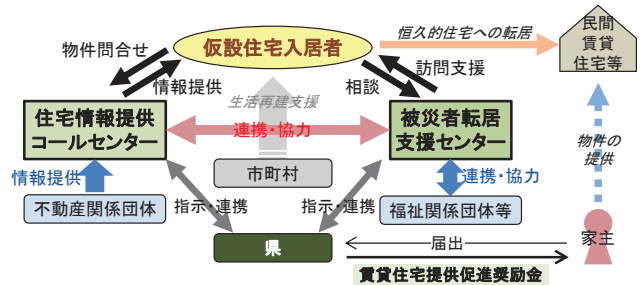 恒久的住宅への転居
民間
賃貸
住宅等
仮設住宅入居者
物件問合せ
情報提供
訪問支援
相談
生活再建支援
住宅情報提供
コールセンター
連携・協力
被災者転居
支援センター
物件の
提供
市町村
情報提供
連携・協力
不動産関係団体
指示・連携
指示・連携
福祉関係団体等
県
届出
家主
賃貸住宅提供促進奨励金